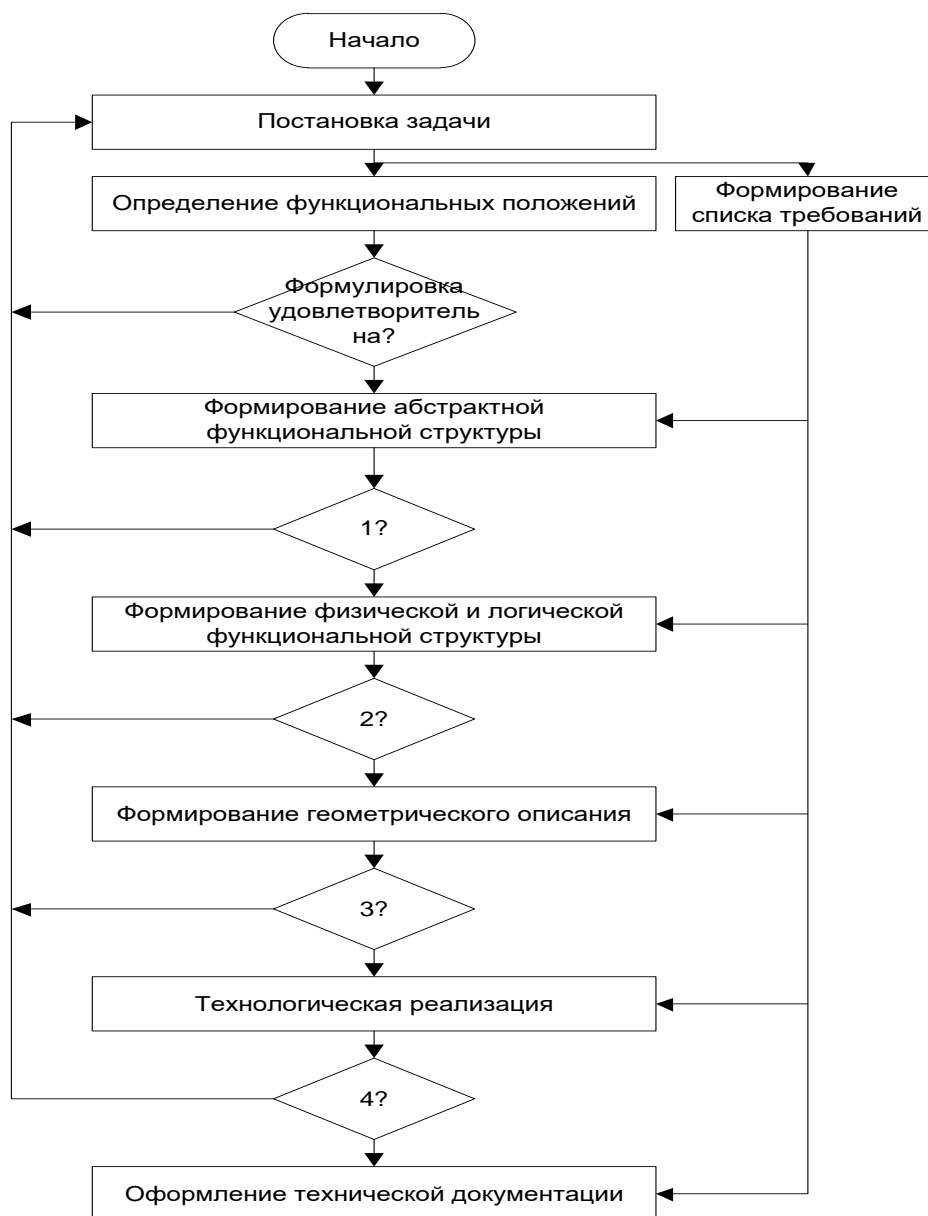 Начало
Постановка задачи
Определение функциональных положений
Формирование
списка требований
Формулировка
удовлетворитель
на?
Формирование абстрактной
функциональной структуры
1?
Формирование физической и логической
функциональной структуры
2?
Формирование геометрического описания
3?
Технологическая реализация
4?
Оформление технической документации